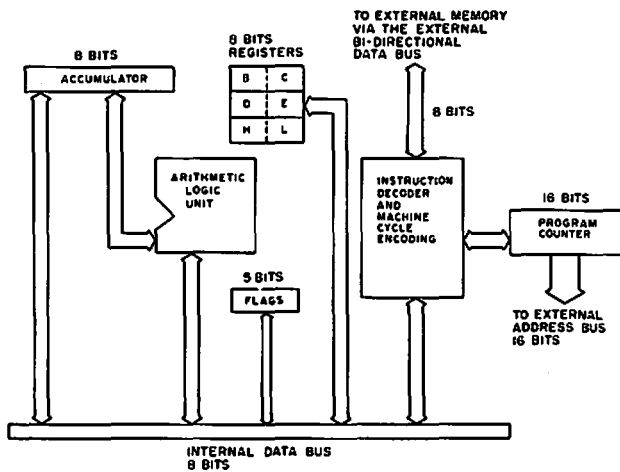 8 BITS
ACCUMULATOR
8 BITS
REGISTERS
B C
D E
H L
TO EXTERNAL MEMORY
VIA THE EXTERNAL
BI-DIRECTIONAL
DATA BUS
8 BITS
ARITHMETIC
LOGIC
UNIT
INSTRUCTION
DECODER
AND
MACHINE
CYCLE
ENCODING
16 BITS
PROGRAM
COUNTER
5 BITS
FLAGS
TO EXTERNAL
ADDRESS BUS
16 BITS
INTERNAL DATA BUS
8 BITS